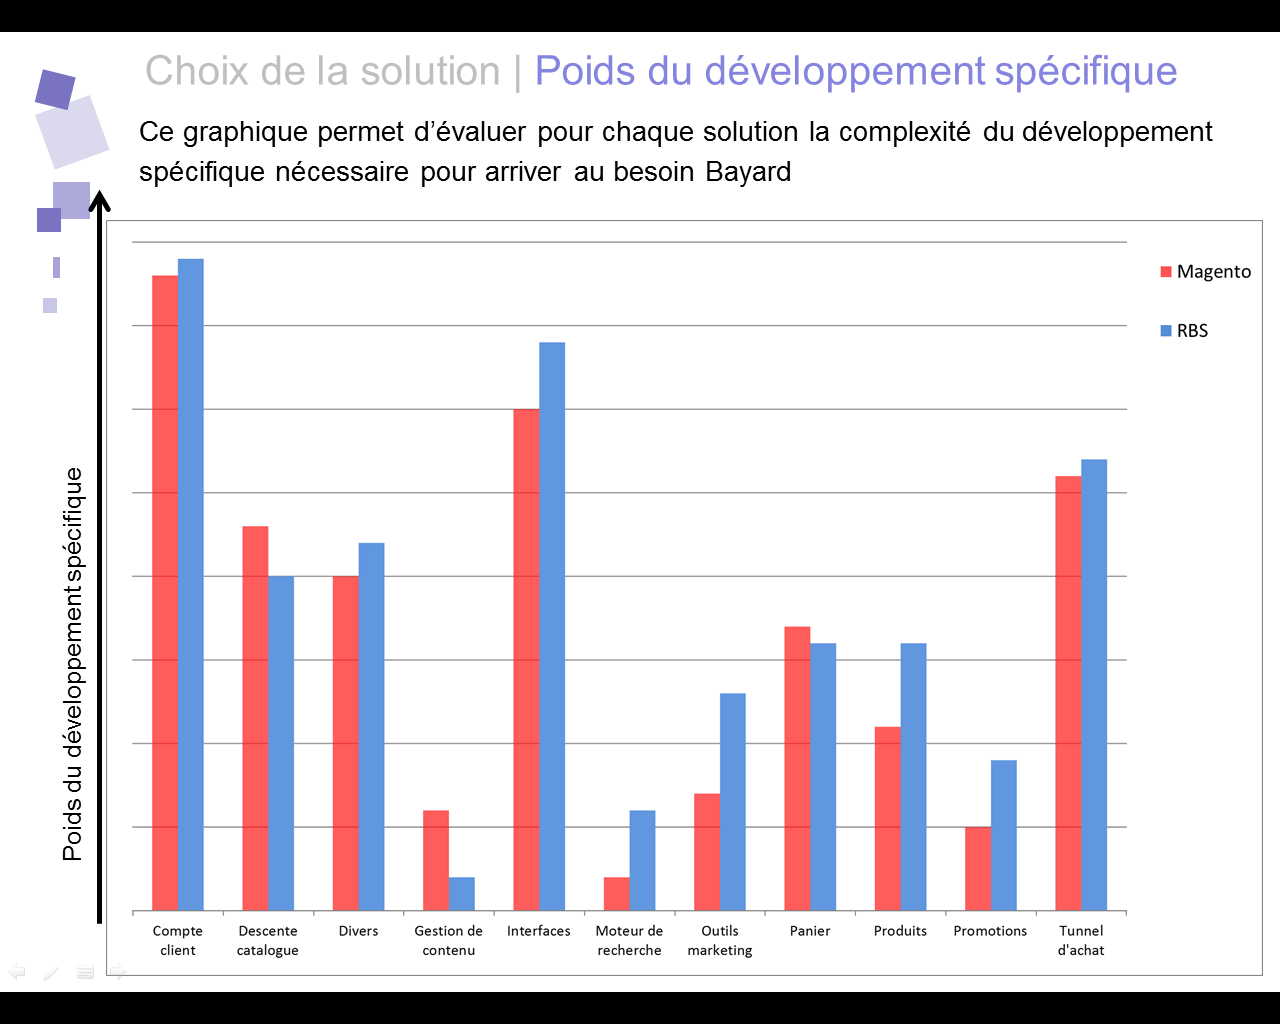 Choix de la solution | Poids du développement spécifique
Ce graphique permet d’évaluer pour chaque solution la complexité du développement
spécifique nécessaire pour arriver au besoin Bayard
Poids du développement spécifique
Magento
RBS
Compte client
Descente catalogue
Divers
Gestion de contenu
Interfaces
Moteur de recherche
Outils marketing
Panier
Produits
Promotions
Tunnel d'achat